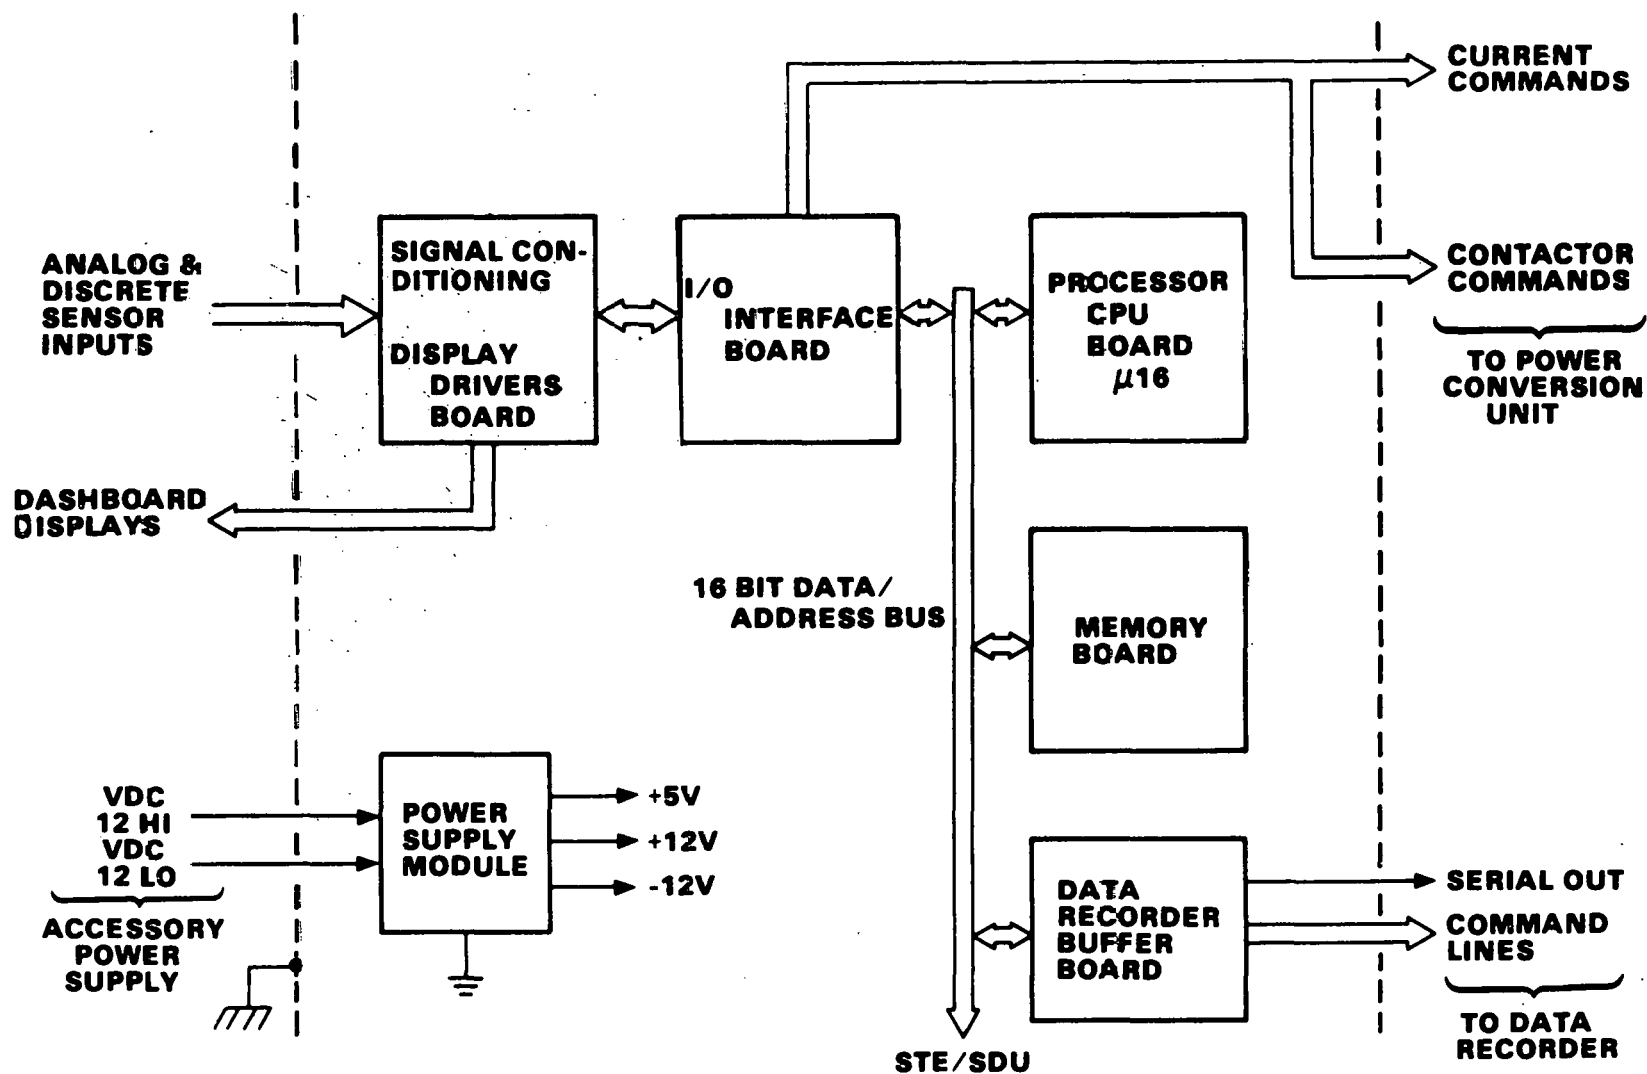 CURRENT
COMMANDS
ANALOG &
DISCRETE
SENSOR
INPUTS
SIGNAL CON-
DITIONING
DISPLAY
DRIVERS
BOARD
I/O
INTERFACE
BOARD
PROCESSOR
CPU
BOARD
μ16
CONTACTOR
COMMANDS
TO POWER
CONVERSION
UNIT
DASHBOARD
DISPLAYS
16 BIT DATA/
ADDRESS BUS
MEMORY
BOARD
VDC
12 HI
VDC
12 LO
ACCESSORY
POWER
SUPPLY
POWER
SUPPLY
MODULE
+5V
+12V
-12V
DATA
RECORDER
BUFFER
BOARD
SERIAL OUT
COMMAND
LINES
TO DATA
RECORDER
STE/SDU